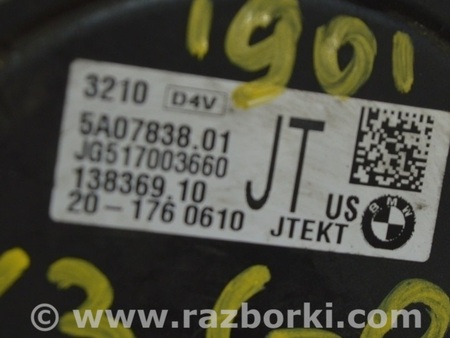 1901
3210 D4V
5A07838.01
JG517003660
138369.10
20-176 0610
JT
US
JTEKT
BMW
© www.razborki.com